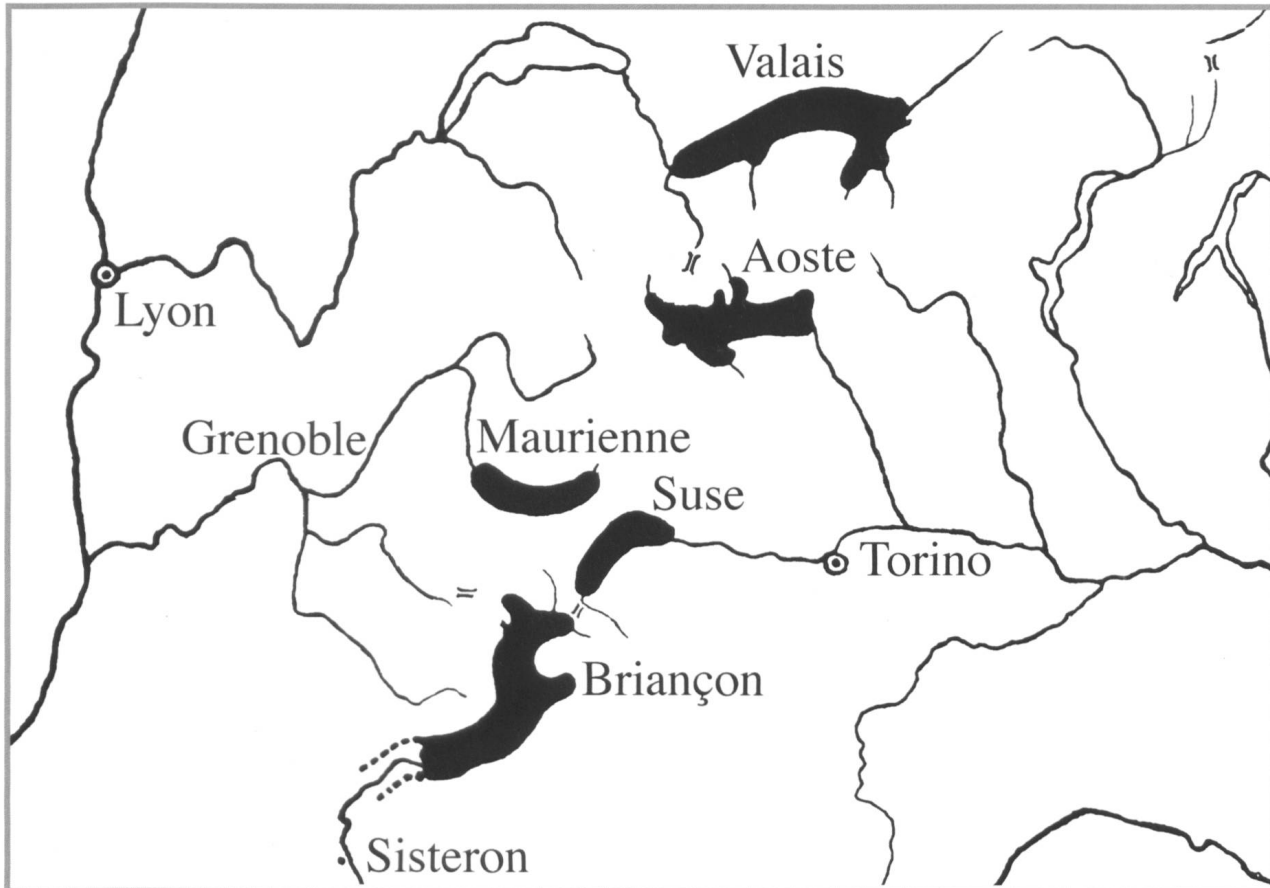 Valais
Aoste
Lyon
Grenoble
Maurienne
Suse
Torino
Briançon
Sisteron